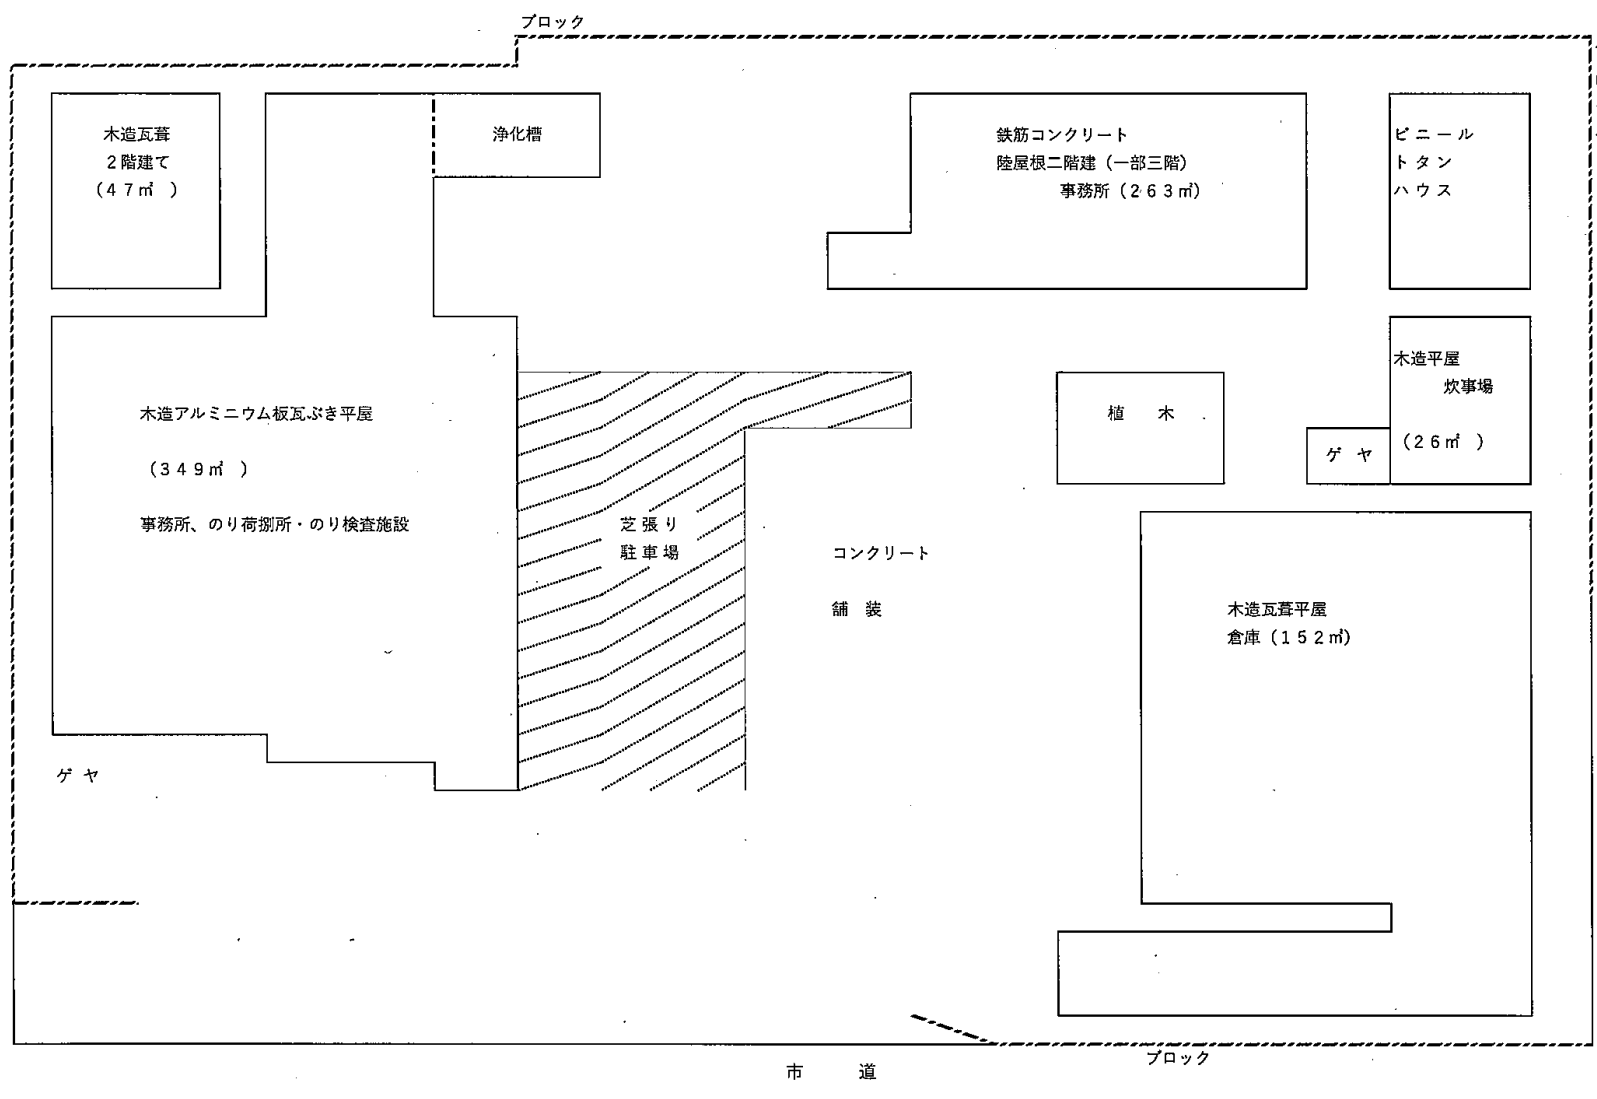 ブロック
木造瓦葺
2階建て
(47㎡ )
浄化槽
鉄筋コンクリート
陸屋根二階建(一部三階)
事務所(263㎡)
ビニール
トタン
ハウス
木造アルミニウム板瓦ぶき平屋
(349㎡ )
事務所、のり荷捌所・のり検査施設
植 木
木造平屋
炊事場
(26㎡ )
ゲ ヤ
芝張り
駐車場
コンクリート
舗 装
木造瓦葺平屋
倉庫(152㎡)
ゲ ヤ
ブロック
市 道